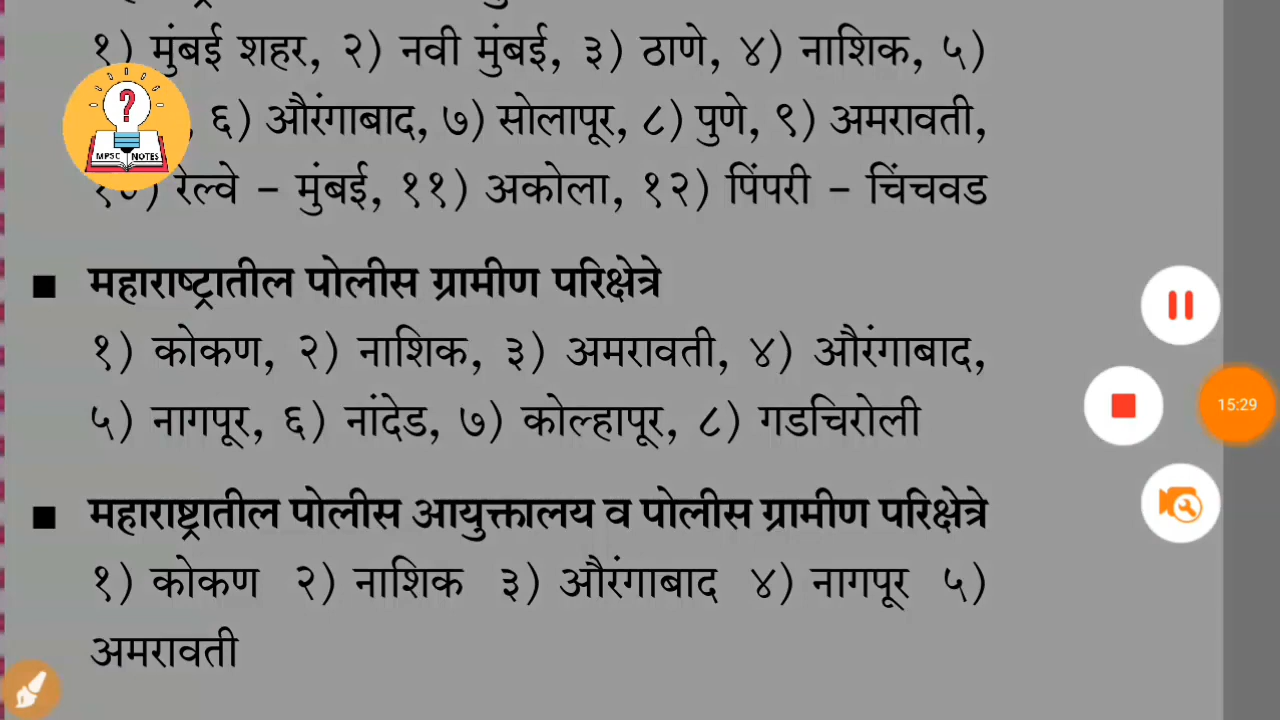 १) मुंबई शहर, २) नवी मुंबई, ३) ठाणे, ४) नाशिक, ५)
६) औरंगाबाद, ७) सोलापूर, ८) पुणे, ९) अमरावती,
रेल्वे – मुंबई, ११) अकोला, १२) पिंपरी – चिंचवड
MPSC NOTES
■ महाराष्ट्रातील पोलीस ग्रामीण परिक्षेत्रे
१) कोकण, २) नाशिक, ३) अमरावती, ४) औरंगाबाद,
५) नागपूर, ६) नांदेड, ७) कोल्हापूर, ८) गडचिरोली
15:29
■ महाराष्ट्रातील पोलीस आयुक्तालय व पोलीस ग्रामीण परिक्षेत्रे
१) कोकण २) नाशिक ३) औरंगाबाद ४) नागपूर ५)
अमरावती